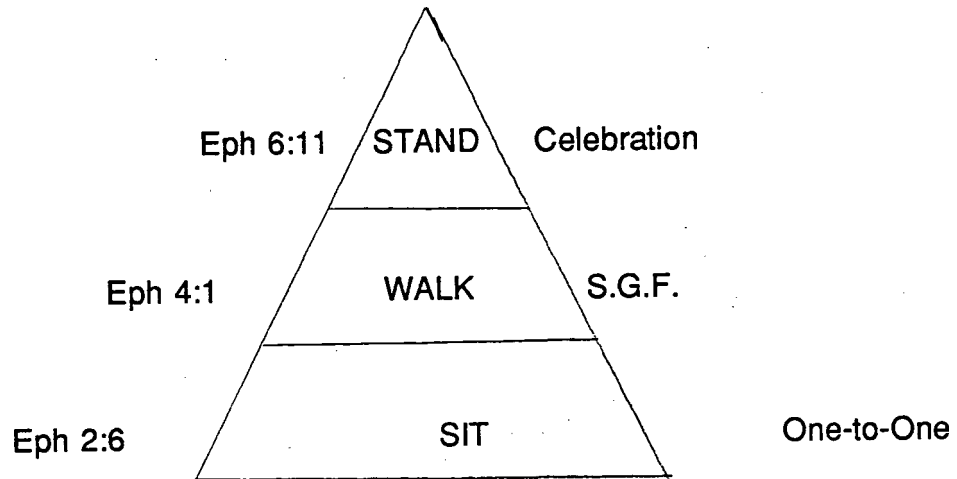 Eph 6:11 STAND Celebration
Eph 4:1 WALK S.G.F.
Eph 2:6 SIT One-to-One